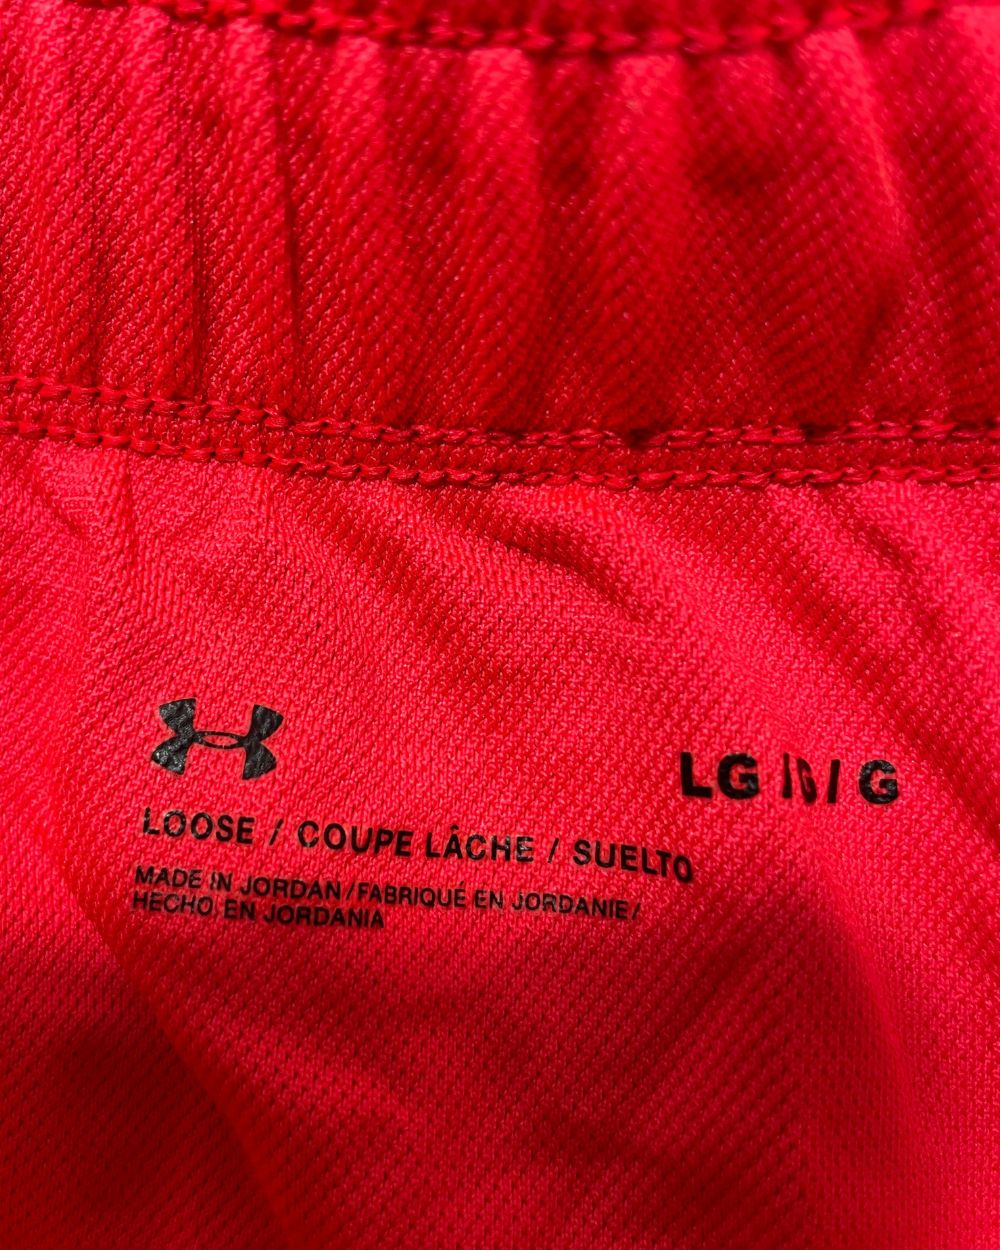 LG / G / G
LOOSE / COUPE LÂCHE / SUELTO
MADE IN JORDAN / FABRIQUÉ EN JORDANIE /
HECHO EN JORDANIA